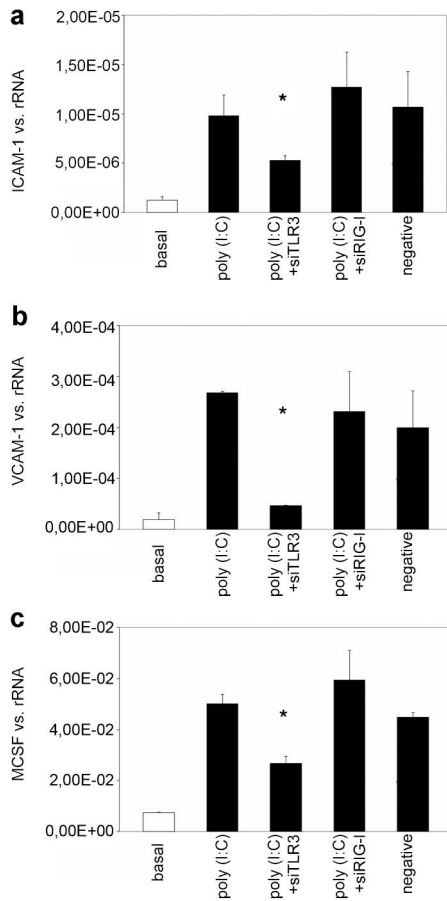 a
ICAM-1 vs. rRNA
2,00E-05
1,50E-05
1,00E-05
5,00E-06
0,00E+00
*
basal
poly (I:C)
poly (I:C)
+siTLR3
poly (I:C)
+siRIG-I
negative
b
VCAM-1 vs. rRNA
4,00E-04
3,00E-04
2,00E-04
1,00E-04
0,00E+00
*
basal
poly (I:C)
poly (I:C)
+siTLR3
poly (I:C)
+siRIG-I
negative
c
MCSF vs. rRNA
8,00E-02
6,00E-02
4,00E-02
2,00E-02
0,00E+00
*
basal
poly (I:C)
poly (I:C)
+siTLR3
poly (I:C)
+siRIG-I
negative